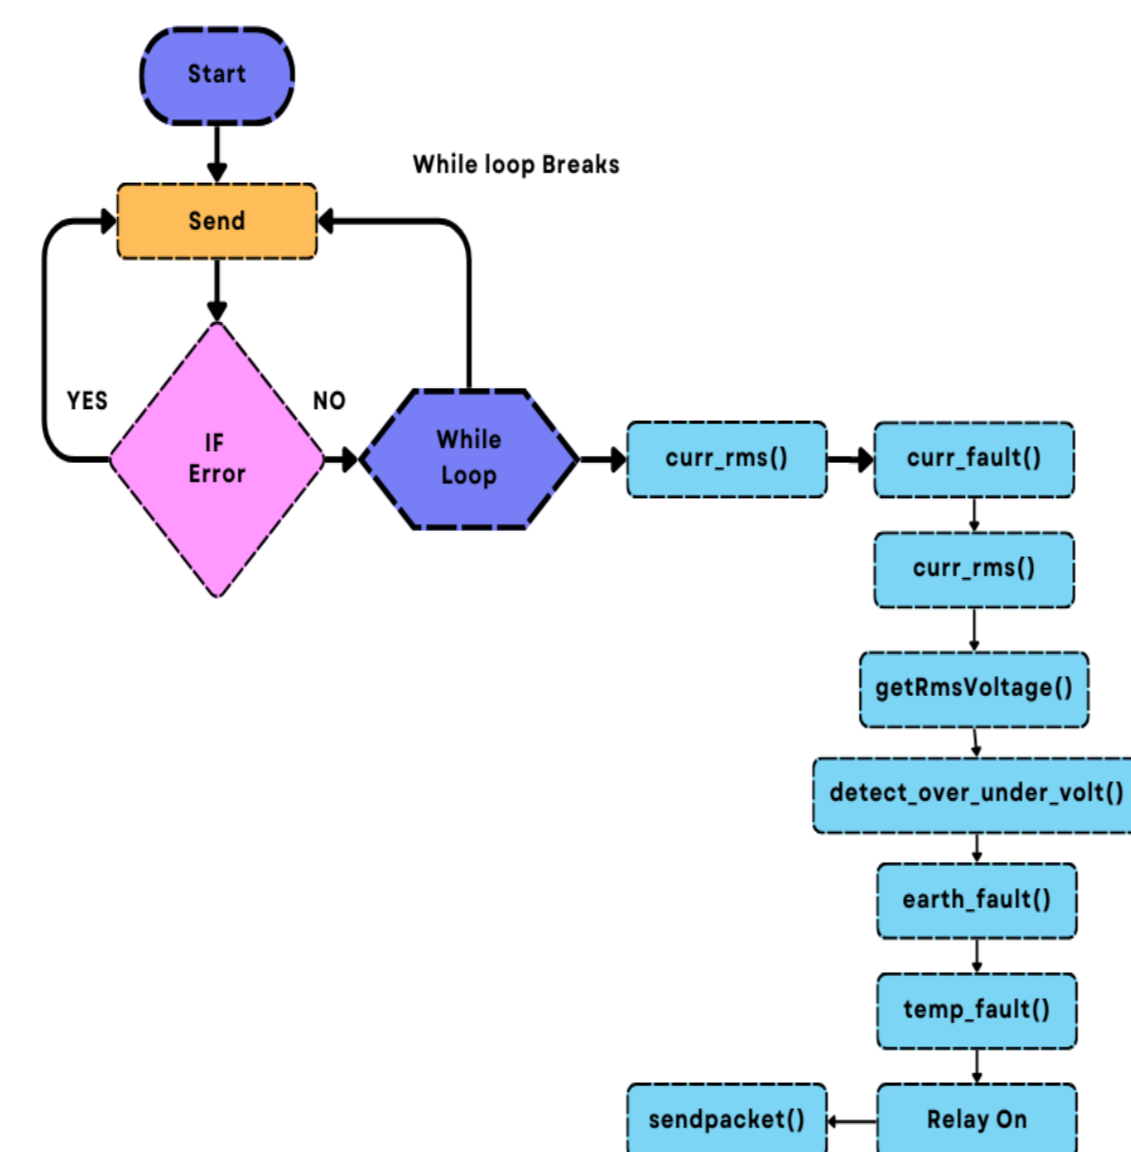 Start
While loop Breaks
Send
YES
NO
IF
Error
While
Loop
curr_rms()
curr_fault()
curr_rms()
getRmsVoltage()
detect_over_under_volt()
earth_fault()
temp_fault()
sendpacket()
Relay On